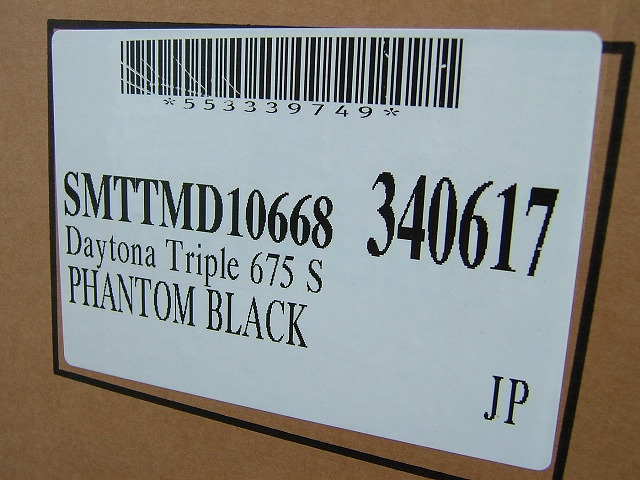 *553339749*
SMTTMD10668 340617
Daytona Triple 675 S
PHANTOM BLACK
JP